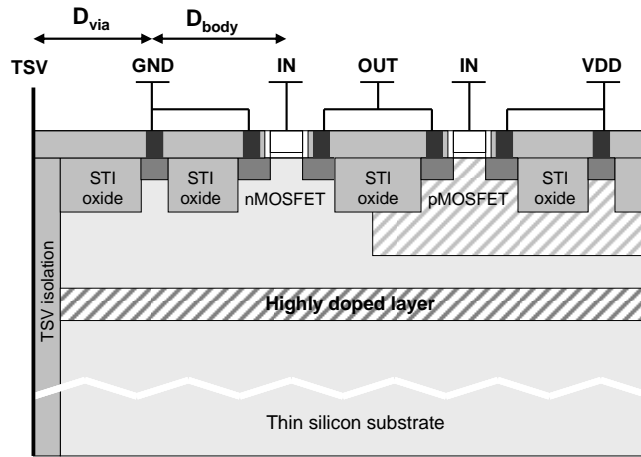 D_via D_body
TSV GND IN OUT IN VDD
STI oxide
STI oxide
nMOSFET
STI oxide
pMOSFET
STI oxide
TSV isolation
Highly doped layer
Thin silicon substrate